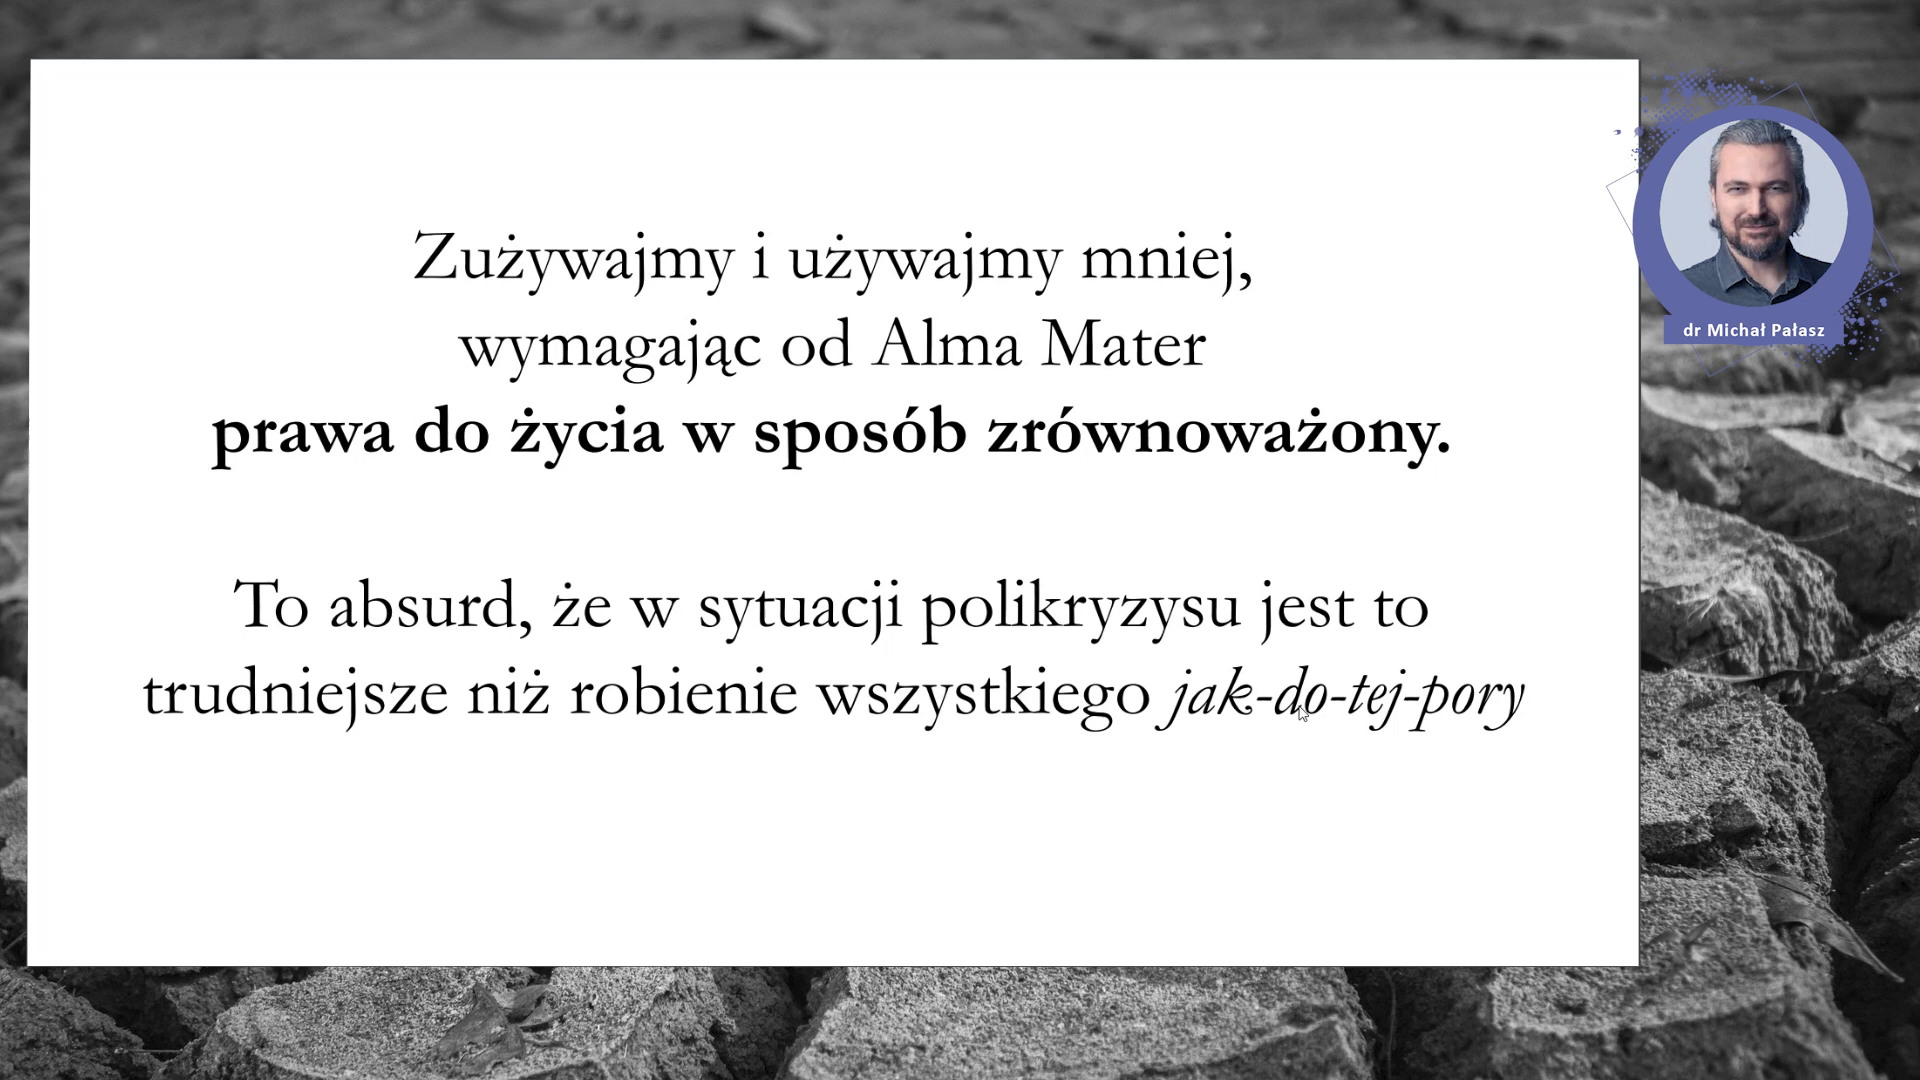 Zużywajmy i używajmy mniej,
wymagając od Alma Mater
prawa do życia w sposób zrównoważony.
To absurd, że w sytuacji polikryzysu jest to
trudniejsze niż robienie wszystkiego jak-do-tej-pory
dr Michał Pałasz